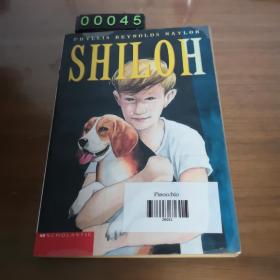 00045
PHYLLIS REYNOLDS NAYLOR
SHILOH
Pinocchio
SCHOLASTIC